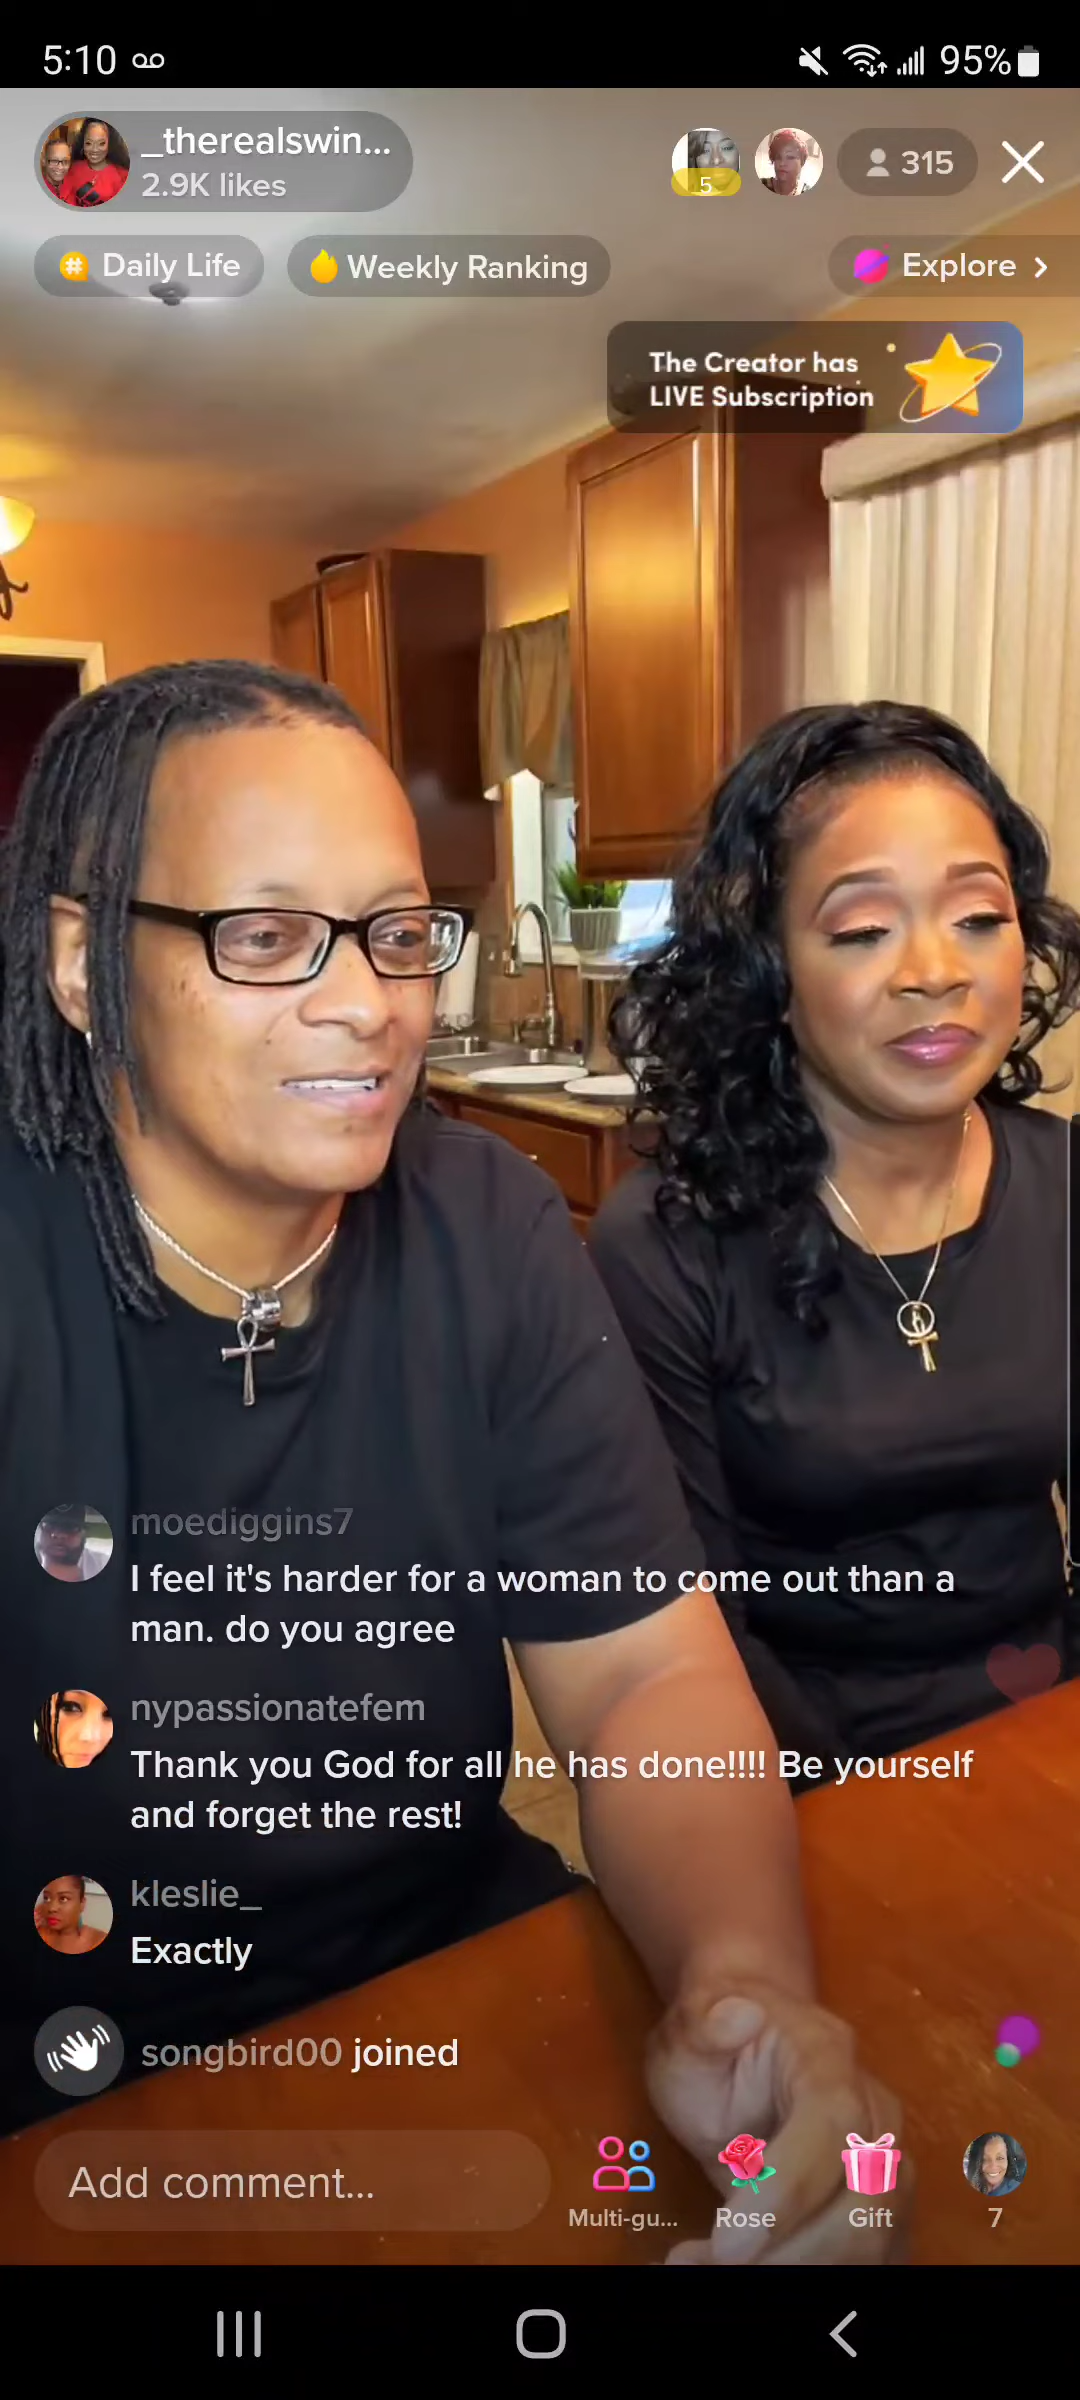 5:10
95%
_therealswin...
2.9K likes
5
315
Daily Life
Weekly Ranking
Explore
The Creator has
LIVE Subscription
moediggins7
I feel it's harder for a woman to come out than a
man. do you agree
nypassionatefem
Thank you God for all he has done!!!! Be yourself
and forget the rest!
kleslie_
Exactly
songbird00 joined
Add comment...
Multi-gu...
Rose
Gift
7